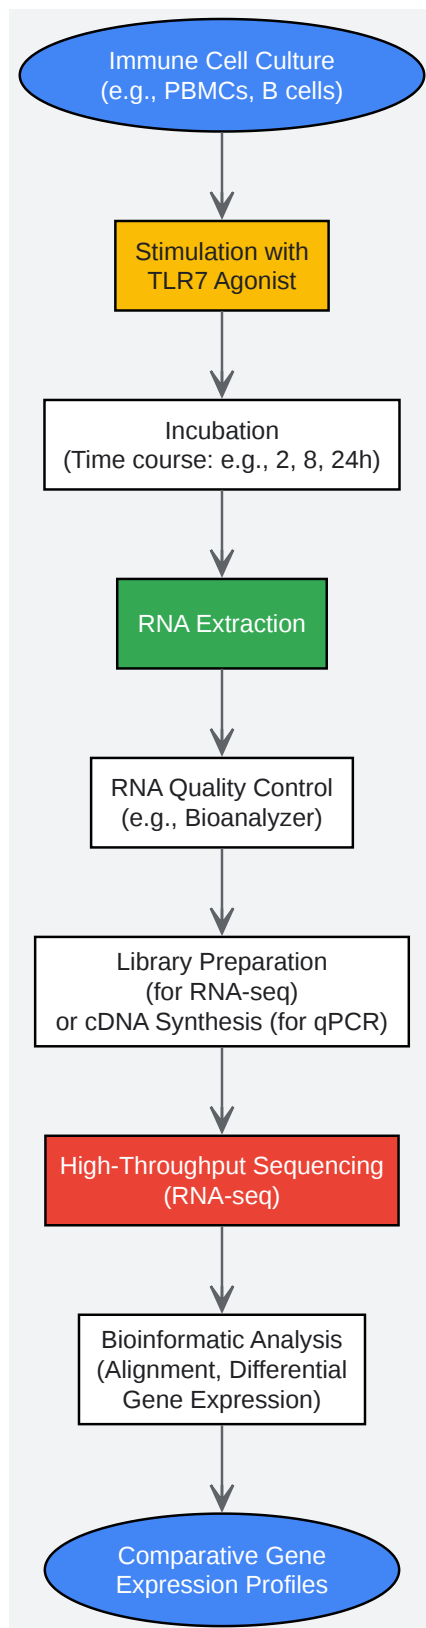 Immune Cell Culture
(e.g., PBMCs, B cells)
Stimulation with
TLR7 Agonist
Incubation
(Time course: e.g., 2, 8, 24h)
RNA Extraction
RNA Quality Control
(e.g., Bioanalyzer)
Library Preparation
(for RNA-seq)
or cDNA Synthesis (for qPCR)
High-Throughput Sequencing
(RNA-seq)
Bioinformatic Analysis
(Alignment, Differential
Gene Expression)
Comparative Gene
Expression Profiles